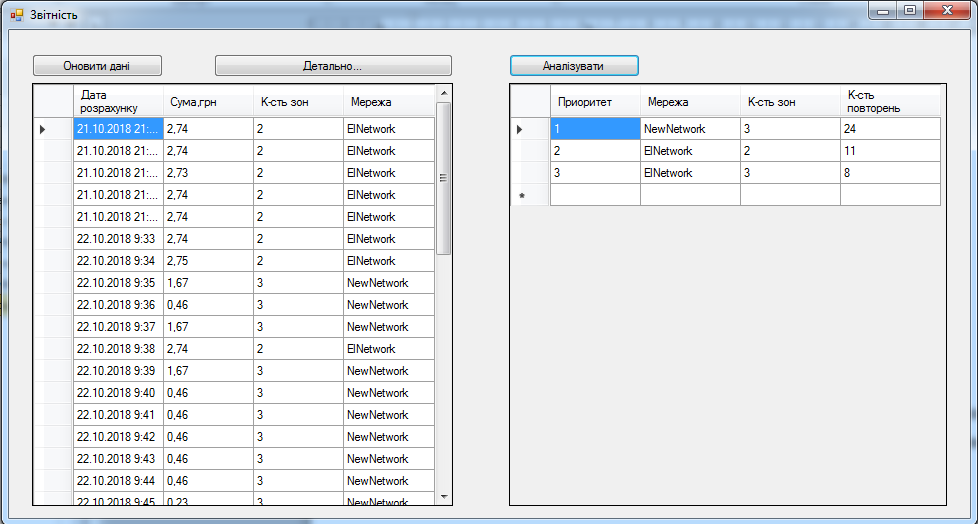 Звітність
Оновити дані
Детально...
Аналізувати
Дата розрахунку Сума,грн К-сть зон Мережа
21.10.2018 21:... 2,74 2 ElNetwork
21.10.2018 21:... 2,74 2 ElNetwork
21.10.2018 21:... 2,73 2 ElNetwork
21.10.2018 21:... 2,74 2 ElNetwork
21.10.2018 21:... 2,74 2 ElNetwork
22.10.2018 9:33 2,74 2 ElNetwork
22.10.2018 9:34 2,75 2 ElNetwork
22.10.2018 9:35 1,67 3 NewNetwork
22.10.2018 9:36 0,46 3 NewNetwork
22.10.2018 9:37 1,67 3 NewNetwork
22.10.2018 9:38 2,74 2 ElNetwork
22.10.2018 9:39 1,67 3 NewNetwork
22.10.2018 9:40 0,46 3 NewNetwork
22.10.2018 9:41 0,46 3 NewNetwork
22.10.2018 9:42 0,46 3 NewNetwork
22.10.2018 9:43 0,46 3 NewNetwork
22.10.2018 9:44 0,46 3 NewNetwork
22.10.2018 9:45 0,23 3 NewNetwork
Приоритет Мережа К-сть зон К-сть повторень
1 NewNetwork 3 24
2 ElNetwork 2 11
3 ElNetwork 3 8